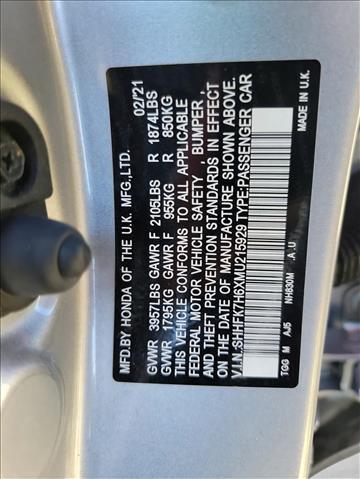 MFD.BY HONDA OF THE U.K. MFG.,LTD. 02/'21
GVWR 3957LBS GAWR F 2105LBS R 1874LBS
GVWR 1795KG GAWR F 955KG R 850KG
THIS VEHICLE CONFORMS TO ALL APPLICABLE
FEDERAL MOTOR VEHICLE SAFETY , BUMPER ,
AND THEFT PREVENTION STANDARDS IN EFFECT
ON THE DATE OF MANUFACTURE SHOWN ABOVE.
V.I.N.:SHHFK7H6XMU215929 TYPE:PASSENGER CAR
TGG M AJ5 NH830M .A.U MADE IN U.K.